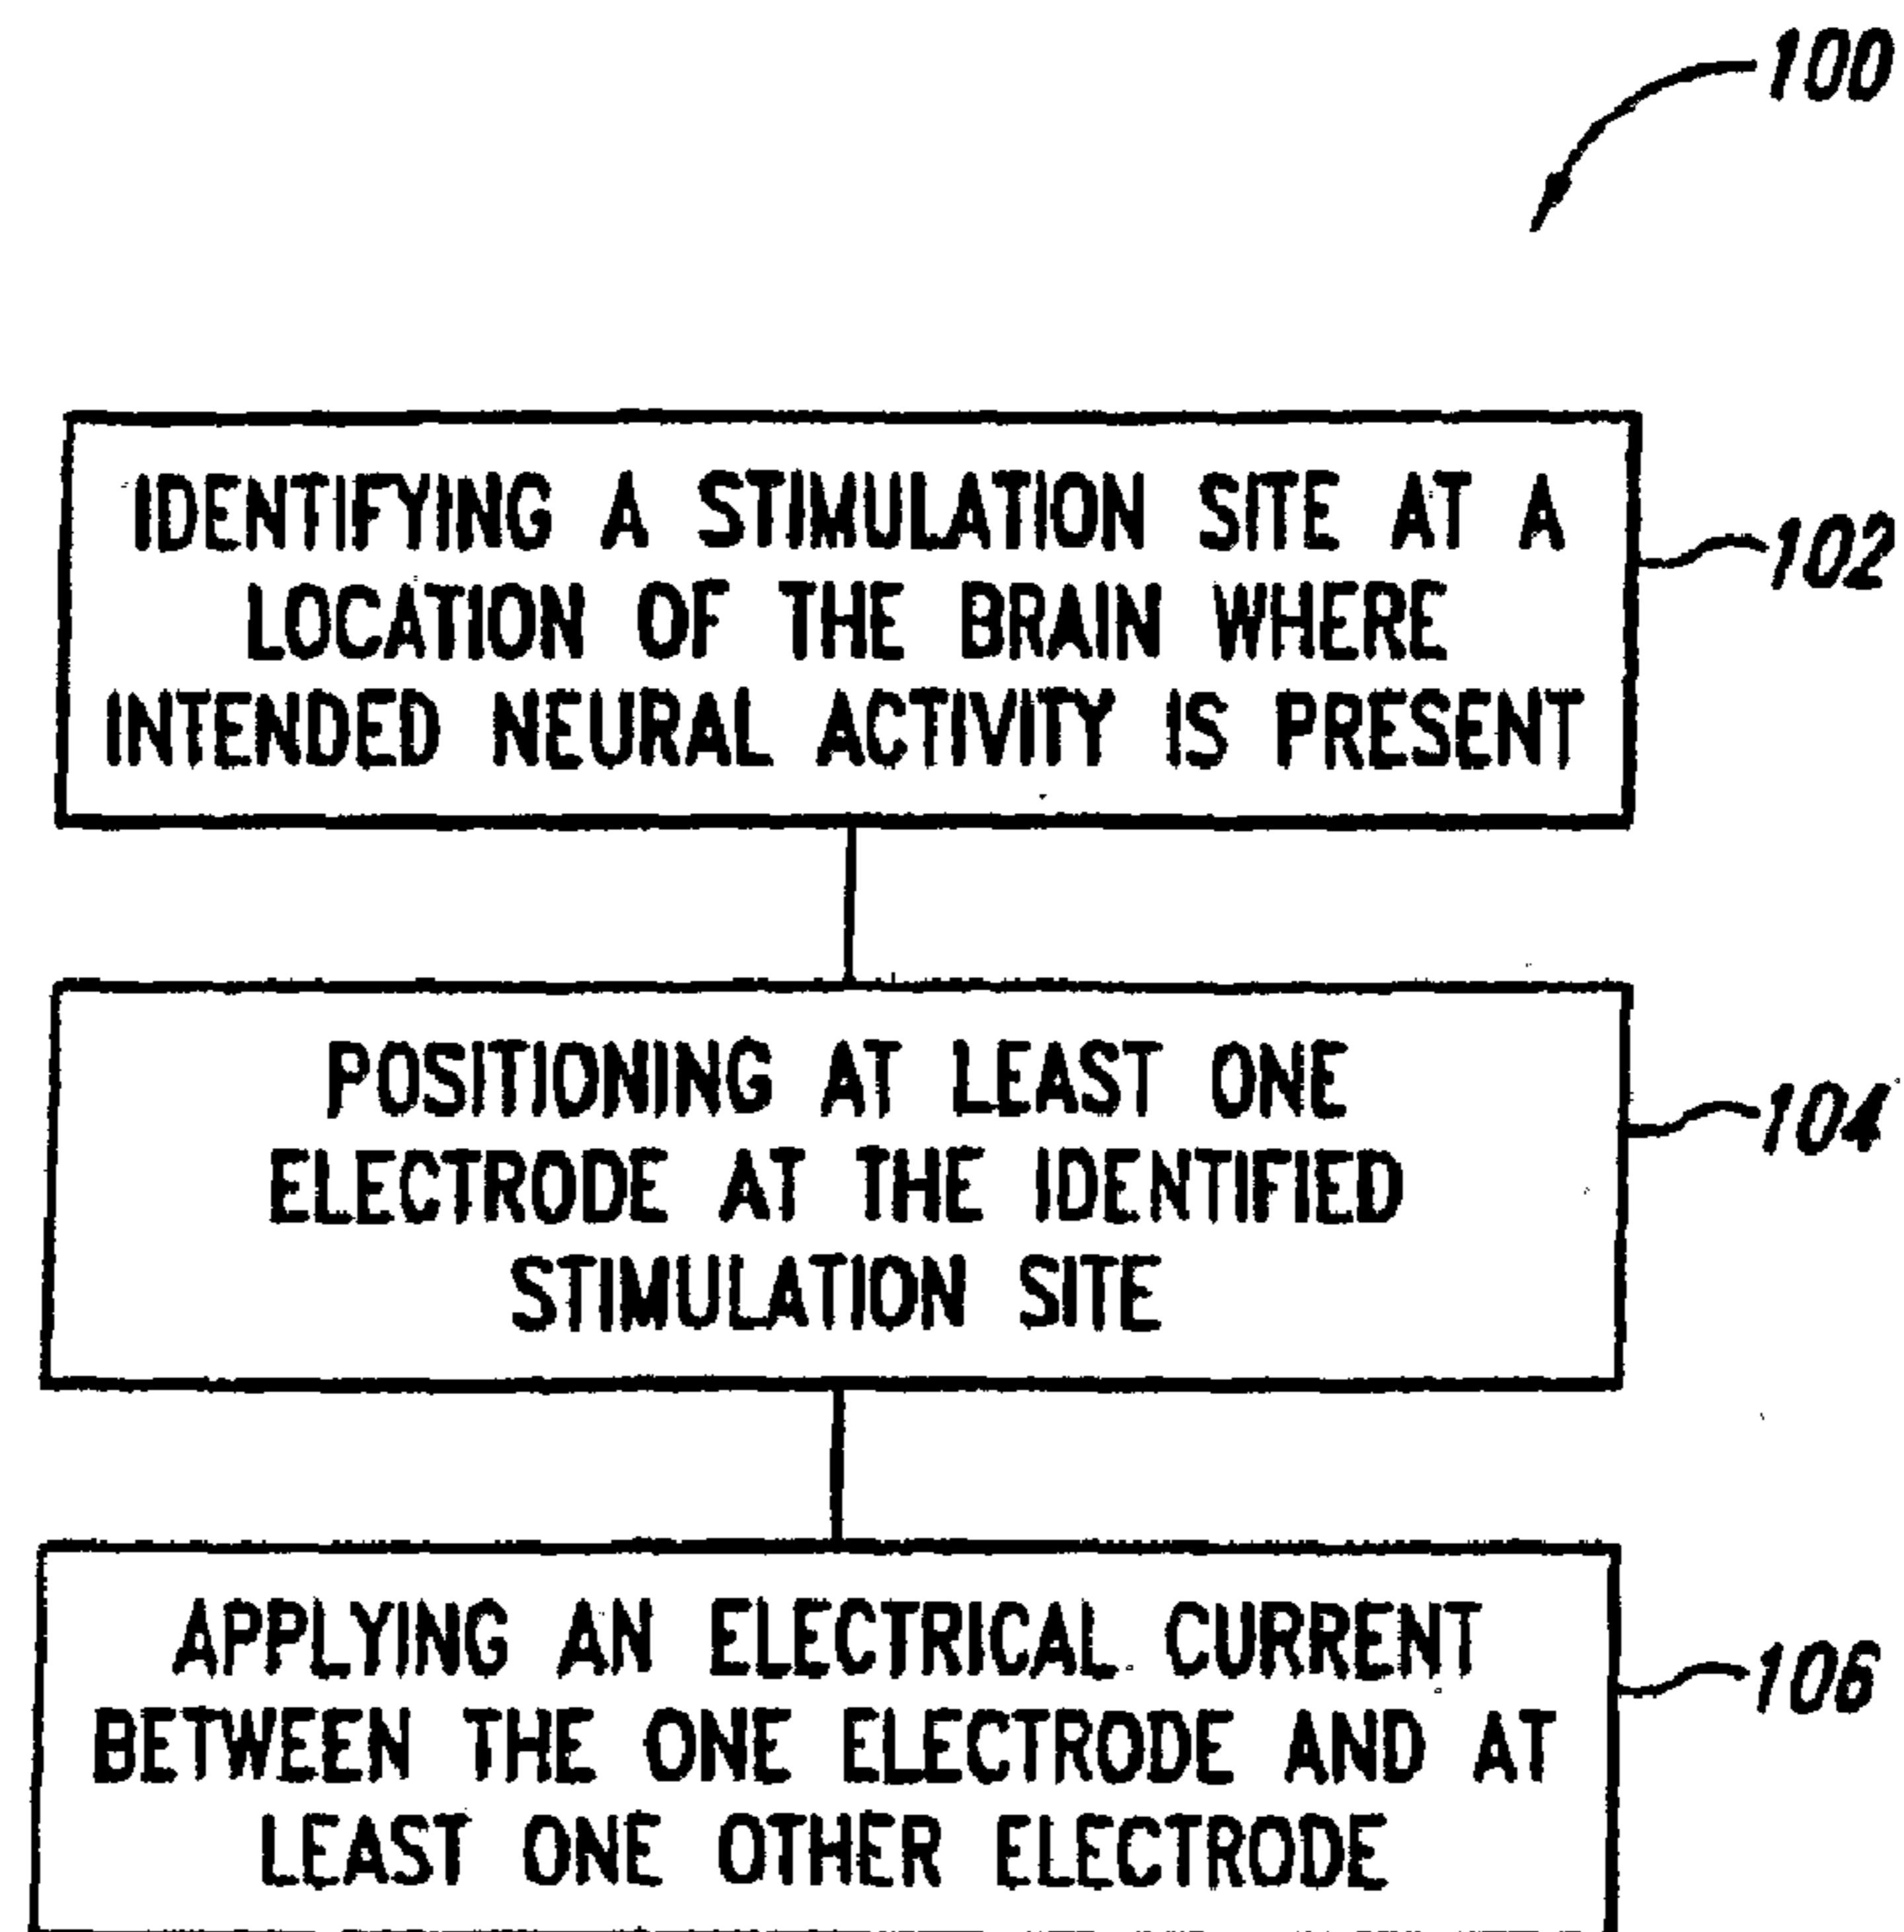 100
IDENTIFYING A STIMULATION SITE AT A
LOCATION OF THE BRAIN WHERE
INTENDED NEURAL ACTIVITY IS PRESENT
102
POSITIONING AT LEAST ONE
ELECTRODE AT THE IDENTIFIED
STIMULATION SITE
104
APPLYING AN ELECTRICAL CURRENT
BETWEEN THE ONE ELECTRODE AND AT
LEAST ONE OTHER ELECTRODE
106